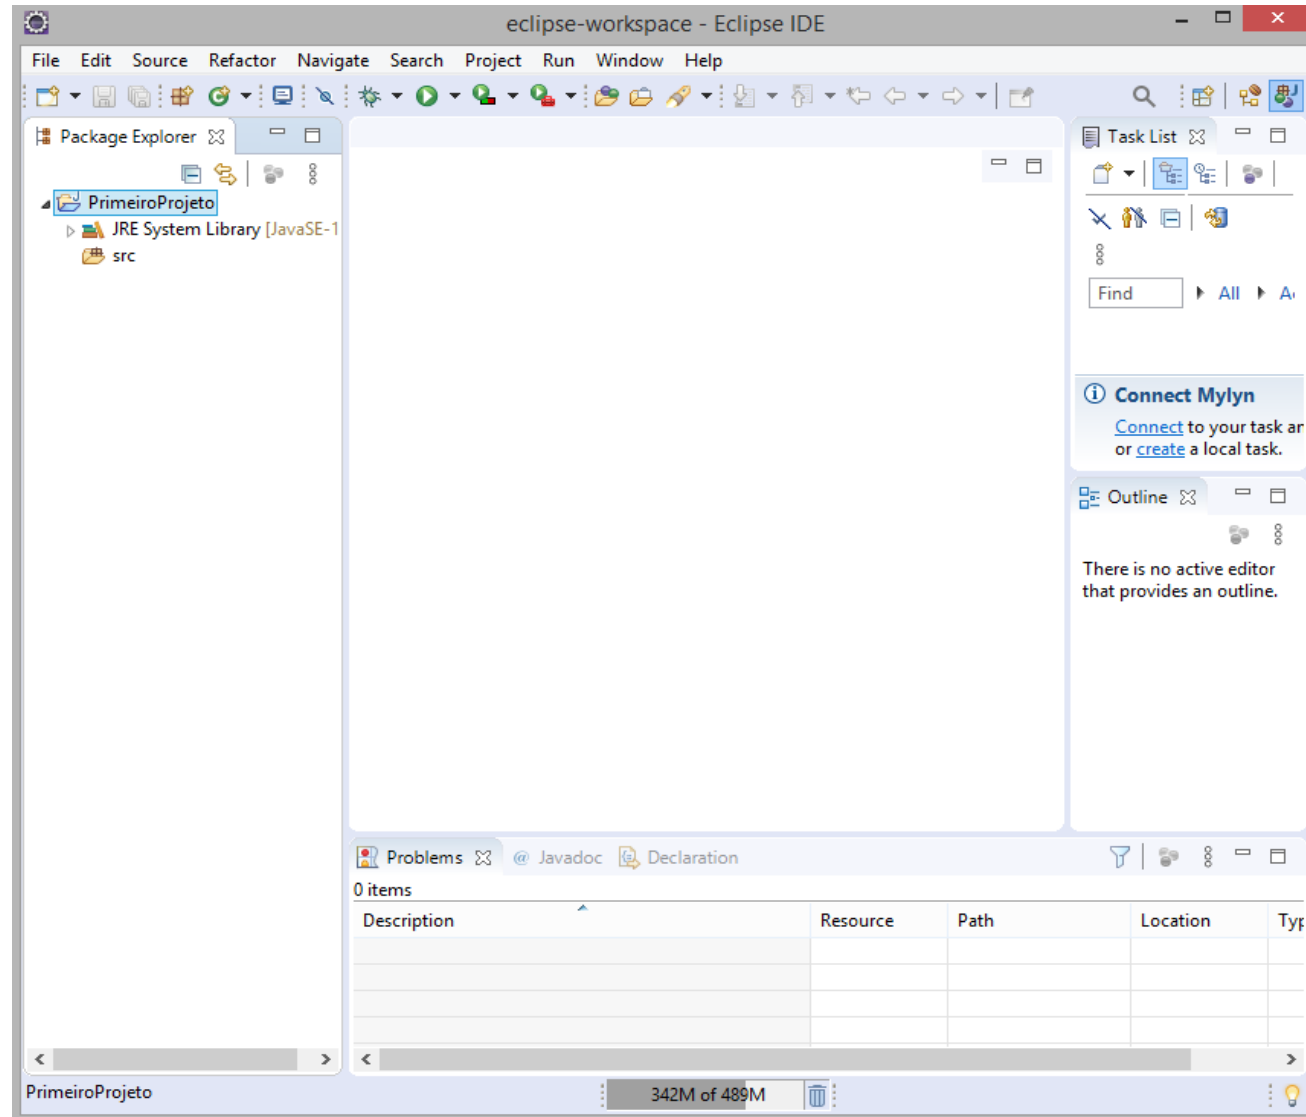 eclipse-workspace - Eclipse IDE
File Edit Source Refactor Navigate Search Project Run Window Help
Package Explorer
PrimeiroProjeto
JRE System Library [JavaSE-1
src
Task List
Find All
Connect Mylyn
Connect to your task
or create a local task.
Outline
There is no active editor
that provides an outline.
Problems @ Javadoc Declaration
0 items
Description Resource Path Location
PrimeiroProjeto 342M of 489M